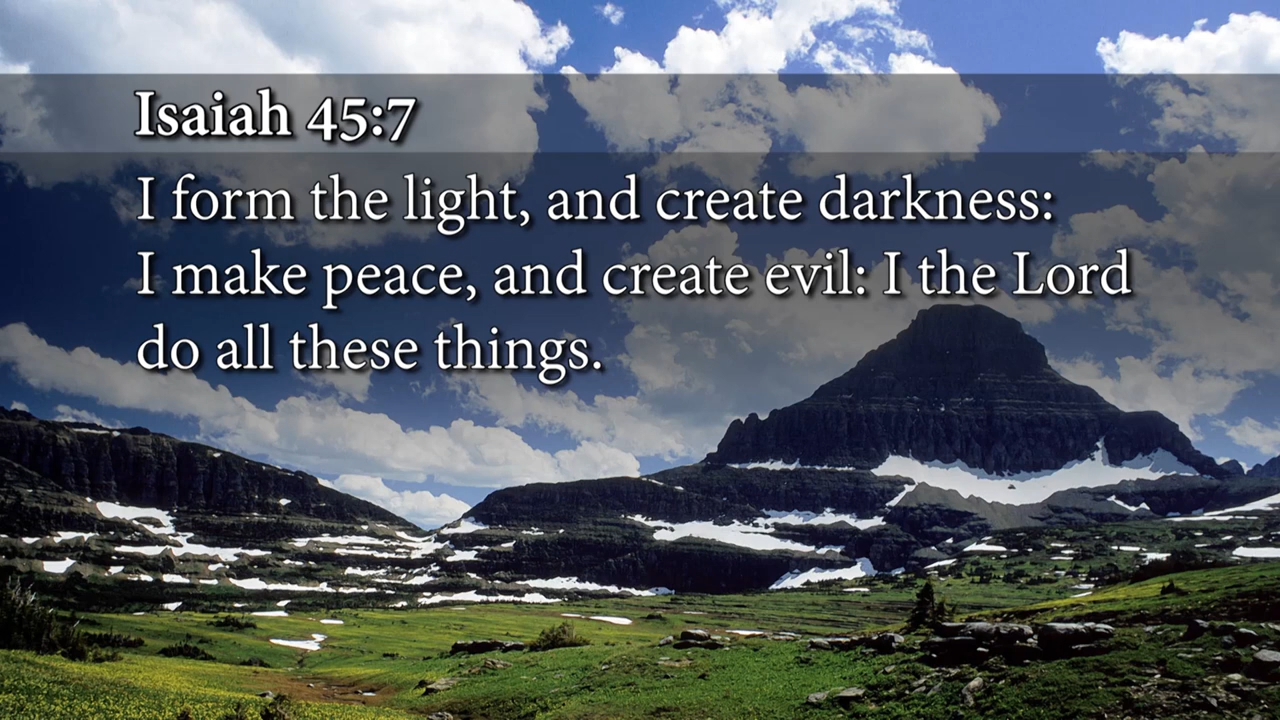 Isaiah 45:7
I form the light, and create darkness:
I make peace, and create evil: I the Lord
do all these things.